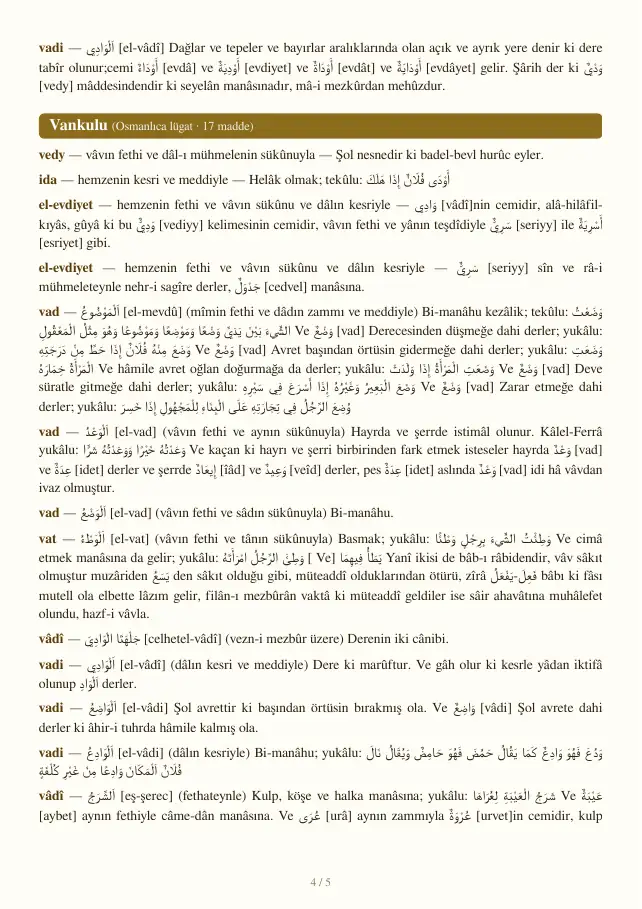 vadi — اَلْوَادِي [el-vâdî] Dağlar ve tepeler ve bayırlar aralıklarında olan açık ve ayrık yere denir ki dere
tabîr olunur;cemi أَوْدَاءٌ [evdâ] ve أَوْدِيَةٌ [evdiyet] ve أَوْدَاةٌ [evdât] ve أَوْدَايَةٌ [evdâyet] gelir. Şârih der ki وَدْيٌ
[vedy] mâddesindendir ki seyelân manâsınadır, mâ-i mezkûrdan mehûzdur.
Vankulu (Osmanlıca lügat · 17 madde)
vedy — vâvın fethi ve dâl-ı mühmelenin sükûnuyla — Şol nesnedir ki badel-bevl hurûc eyler.
ida — hemzenin kesri ve meddiyle — Helâk olmak; tekûlu: أَوْدَى فُلَانٌ إِذَا هَلَكَ
el-evdiyet — hemzenin fethi ve vâvın sükûnu ve dâlın kesriyle — وَادِي [vâdî]nin cemidir, alâ-hilâfil-
kıyâs, gûyâ ki bu وَدِيٌّ [vediyy] kelimesinin cemidir, vâvın fethi ve yânın teşdîdiyle سَرِيٌّ [seriyy] ile أَسْرِيَةٌ
[esriyet] gibi.
el-evdiyet — hemzenin fethi ve vâvın sükûnu ve dâlın kesriyle — سَرِيٌّ [seriyy] sîn ve râ-i
mühmeleteynle nehr-i sagîre derler, جَدْوَلٌ [cedvel] manâsına.
vad — اَلْمَوْضُوعُ [el-mevdû] (mîmin fethi ve dâdın zammı ve meddiyle) Bi-manâhu kezâlik; tekûlu: وَضَعْتُ
الشَّيْءَ بَيْنَ يَدَيْ وَضْعًا وَمَوْضِعًا وَمَوْضُوعًا وَهُوَ مِثْلُ الْمَعْقُولِ Ve وَضْعٌ [vad] Derecesinden düşmeğe dahi derler; yukâlu:
وَضَعَ مِنْهُ فُلَانٌ إِذَا حَطَّ مِنْ دَرَجَتِهِ Ve وَضْعٌ [vad] Avret başından örtüsin gidermeğe dahi derler; yukâlu: وَضَعَتِ
الْمَرْأَةُ خِمَارَهُ Ve hâmile avret oğlan doğurmağa da derler; yukâlu: وَضَعَتِ الْمَرْأَةُ إِذَا وَلَدَتْ Ve وَضْعٌ [vad] Deve
süratle gitmeğe dahi derler; yukâlu: وَضَعَ الْبَعِيرُ وَغَيْرُهُ إِذَا أَسْرَعَ فِي سَيْرِهِ Ve وَضْعٌ [vad] Zarar etmeğe dahi
derler; yukâlu: وُضِعَ الرَّجُلُ فِي تِجَارَتِهِ عَلَى الْبِنَاءِ لِلْمَجْهُولِ إِذَا خَسِرَ
vad — اَلْوَعْدُ [el-vad] (vâvın fethi ve aynın sükûnuyla) Hayrda ve şerrde istimâl olunur. Kâlel-Ferrâ
yukâlu: وَعَدْتُهُ خَيْرًا وَوَعَدْتُهُ شَرًّا Ve kaçan ki hayrı ve şerri birbirinden fark etmek isteseler hayrda وَعْدٌ [vad]
ve عِدَةٌ [idet] derler ve şerrde إِيعَادٌ [îâd] ve وَعِيدٌ [veîd] derler, pes عِدَةٌ [idet] aslında وَعْدٌ [vad] idi hâ vâvdan
ivaz olmuştur.
vad — اَلْوَضْعُ [el-vad] (vâvın fethi ve sâdın sükûnuyla) Bi-manâhu.
vat — اَلْوَطْءُ [el-vat] (vâvın fethi ve tânın sükûnuyla) Basmak; yukâlu: وَطِئْتُ الشَّيْءَ بِرِجْلِي وَطْئًا Ve cimâ
etmek manâsına da gelir; yukâlu: وَطِئَ الرَّجُلُ امْرَأَتَهُ [ Ve] يَطَأُ فِيهِمَا Yanî ikisi de bâb-ı râbidendir, vâv sâkıt
olmuştur muzâriden يَسَعُ den sâkıt olduğu gibi, müteaddî olduklarından ötürü, zîrâ فَعِلَ-يَفْعَلُ bâbı ki fâsı
mutell ola elbette lâzım gelir, filân-ı mezbûrân vaktâ ki müteaddî geldiler ise sâir ahavâtına muhâlefet
olundu, hazf-i vâvla.
vâdî — جَلْهَتَا الْوَادِي [celhetel-vâdî] (vezn-i mezbûr üzere) Derenin iki cânibi.
vadi — اَلْوَادِي [el-vâdî] (dâlın kesri ve meddiyle) Dere ki marûftur. Ve gâh olur ki kesrle yâdan iktifâ
olunup اَلْوَادِ derler.
vadi — اَلْوَاضِعُ [el-vâdi] Şol avrettir ki başından örtüsin bırakmış ola. Ve وَاضِعٌ [vâdi] Şol avrete dahi
derler ki âhir-i tuhrda hâmile kalmış ola.
vadi — اَلْوَادِعُ [el-vâdi] (dâlın kesriyle) Bi-manâhu; yukâlu: وَدُعَ فَهُوَ وَادِعٌ كَمَا يَقَالُ حَمُضَ فَهُوَ حَامِضٌ وَيُقَالُ نَالَ
فُلَانٌ اَلْمَكَانَ وَادِعًا مِنْ غَيْرِ كُلْفَةٍ
vâdî — اَلشَّرَجُ [eş-şerec] (fethateynle) Kulp, köşe ve halka manâsına; yukâlu: شَرَجُ الْعَيْبَةِ لِعُرَاهَا Ve عَيْبَةٌ
[aybet] aynın fethiyle câme-dân manâsına. Ve عُرَى [urâ] aynın zammıyla عُرْوَةٌ [urvet]in cemidir, kulp
4 / 5